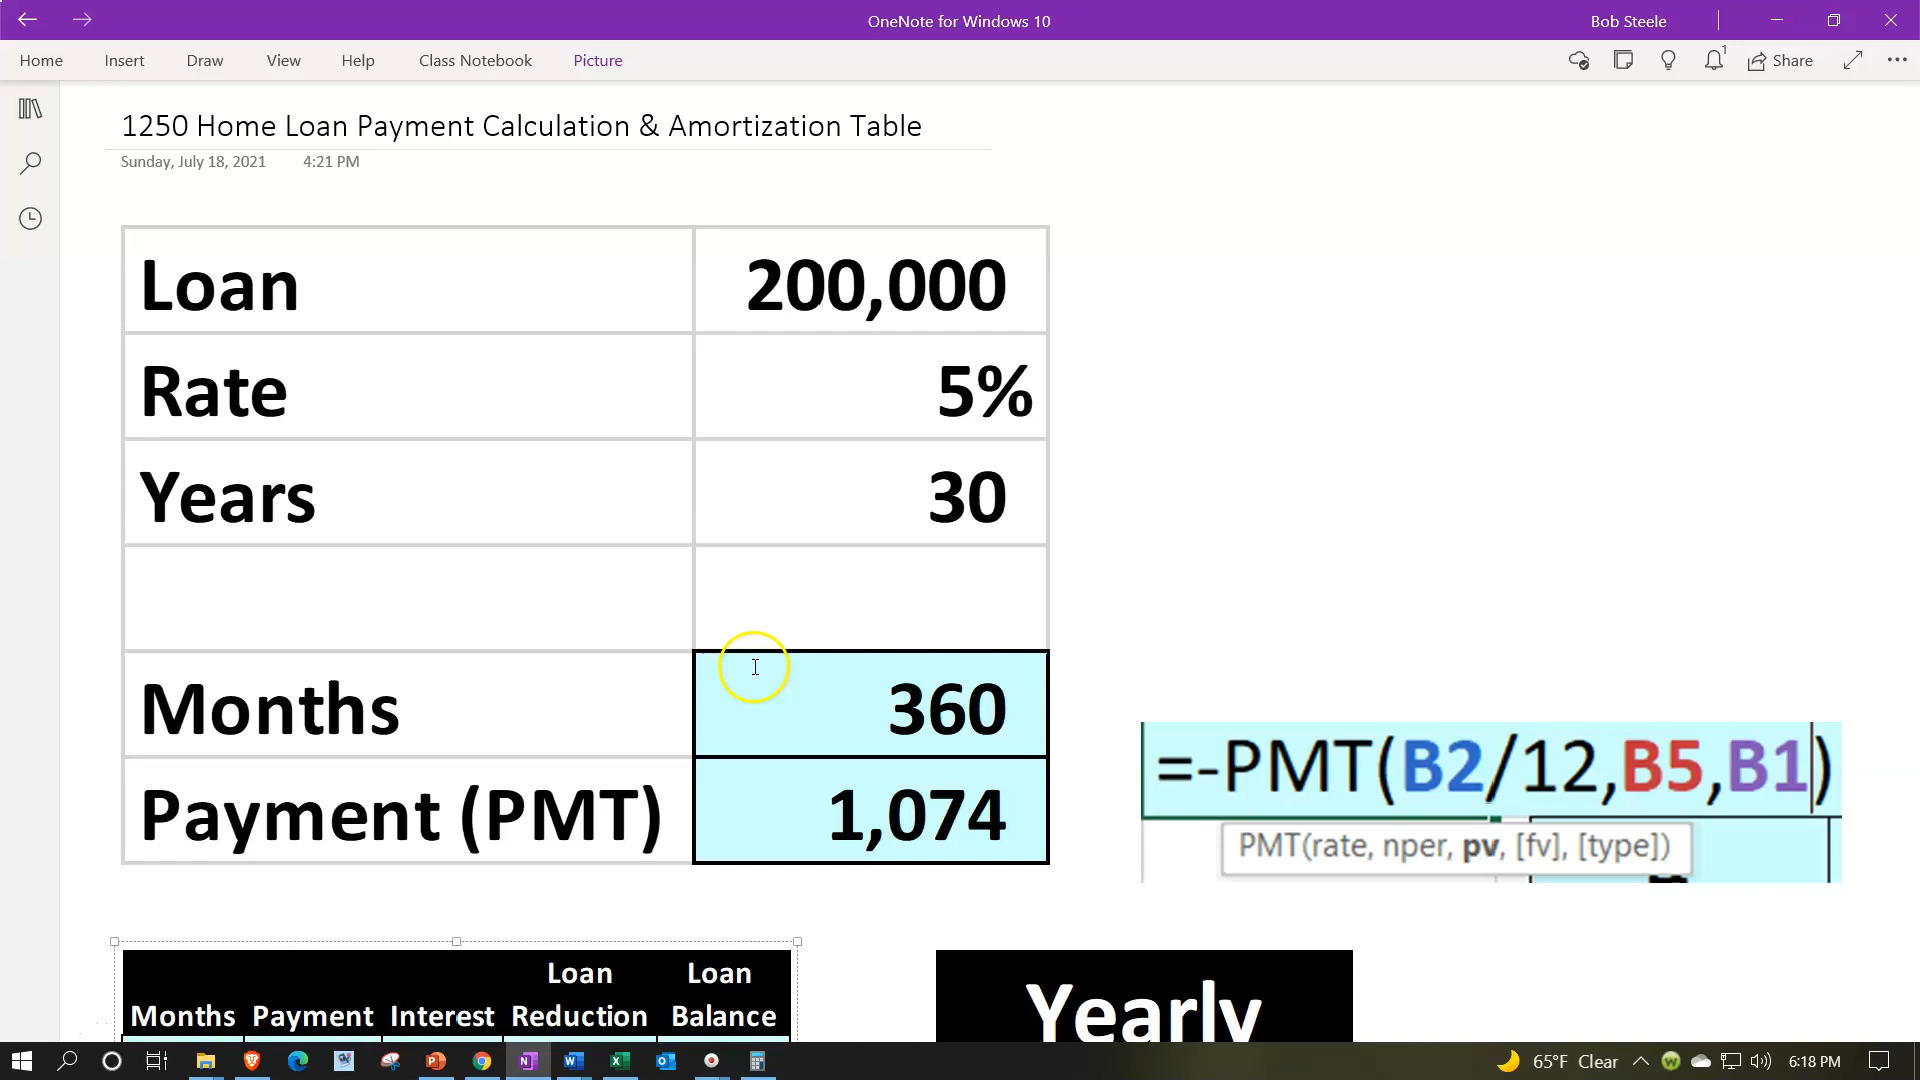 OneNote for Windows 10
Bob Steele
Home Insert Draw View Help Class Notebook Picture
1 Share
1250 Home Loan Payment Calculation & Amortization Table
Sunday, July 18, 2021 4:21 PM
Loan 200,000
Rate 5%
Years 30
Months 360
Payment (PMT) 1,074
=-PMT(B2/12,B5,B1)
PMT(rate, nper, pv, [fv], [type])
Loan Loan
Months Payment Interest Reduction Balance
Yearly
65°F Clear 6:18 PM